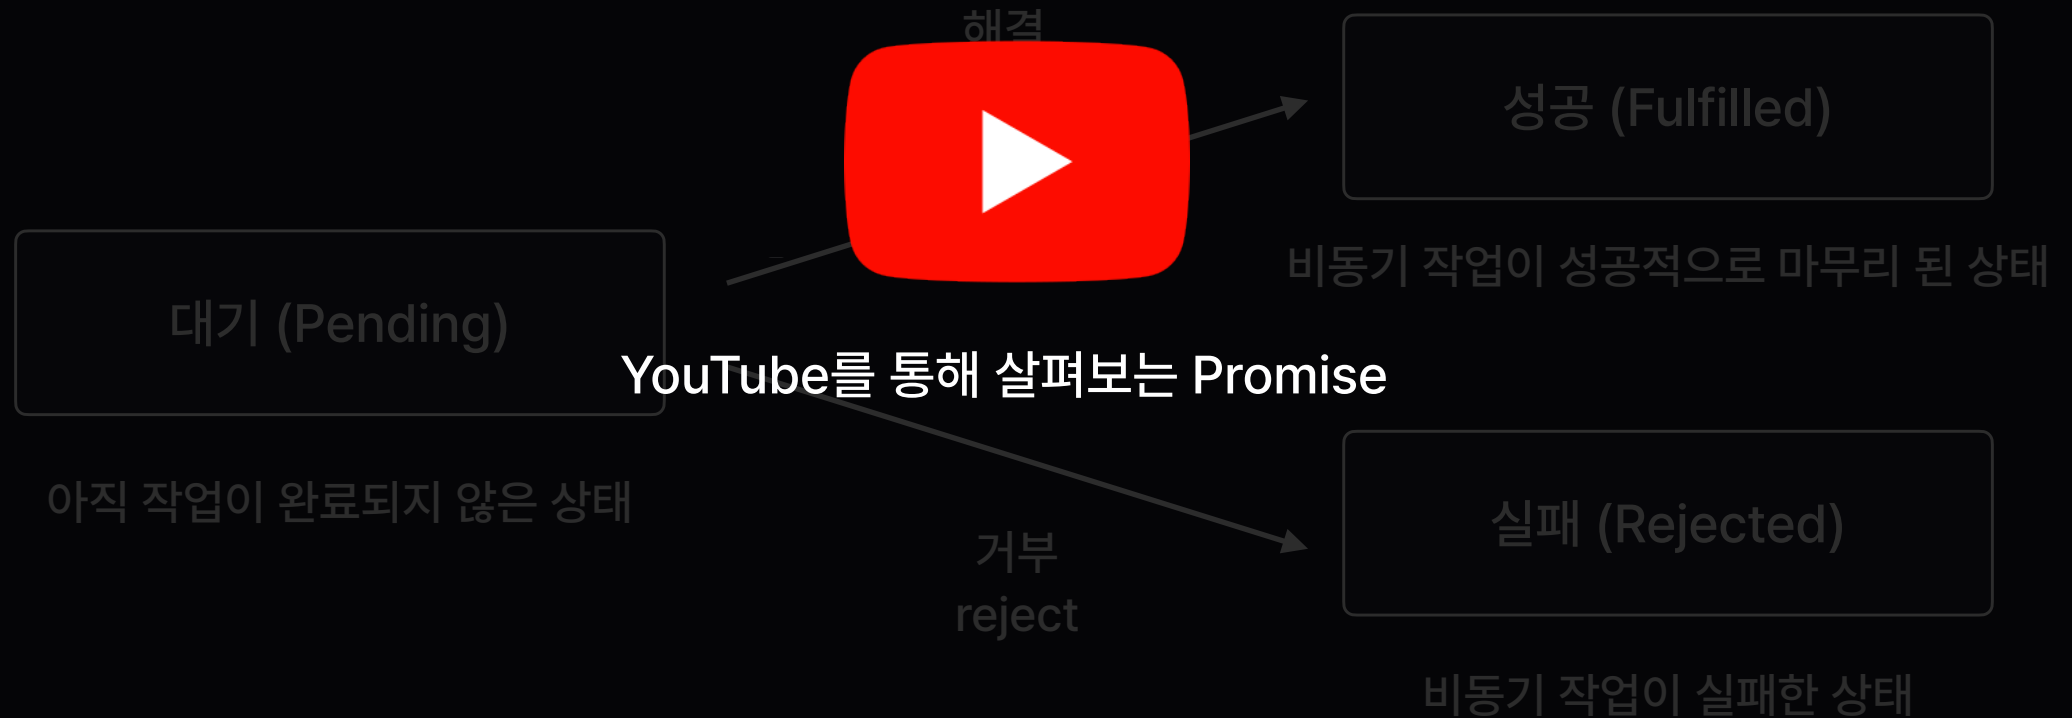 해결
성공 (Fulfilled)
비동기 작업이 성공적으로 마무리 된 상태
대기 (Pending)
YouTube를 통해 살펴보는 Promise
아직 작업이 완료되지 않은 상태
거부
reject
실패 (Rejected)
비동기 작업이 실패한 상태